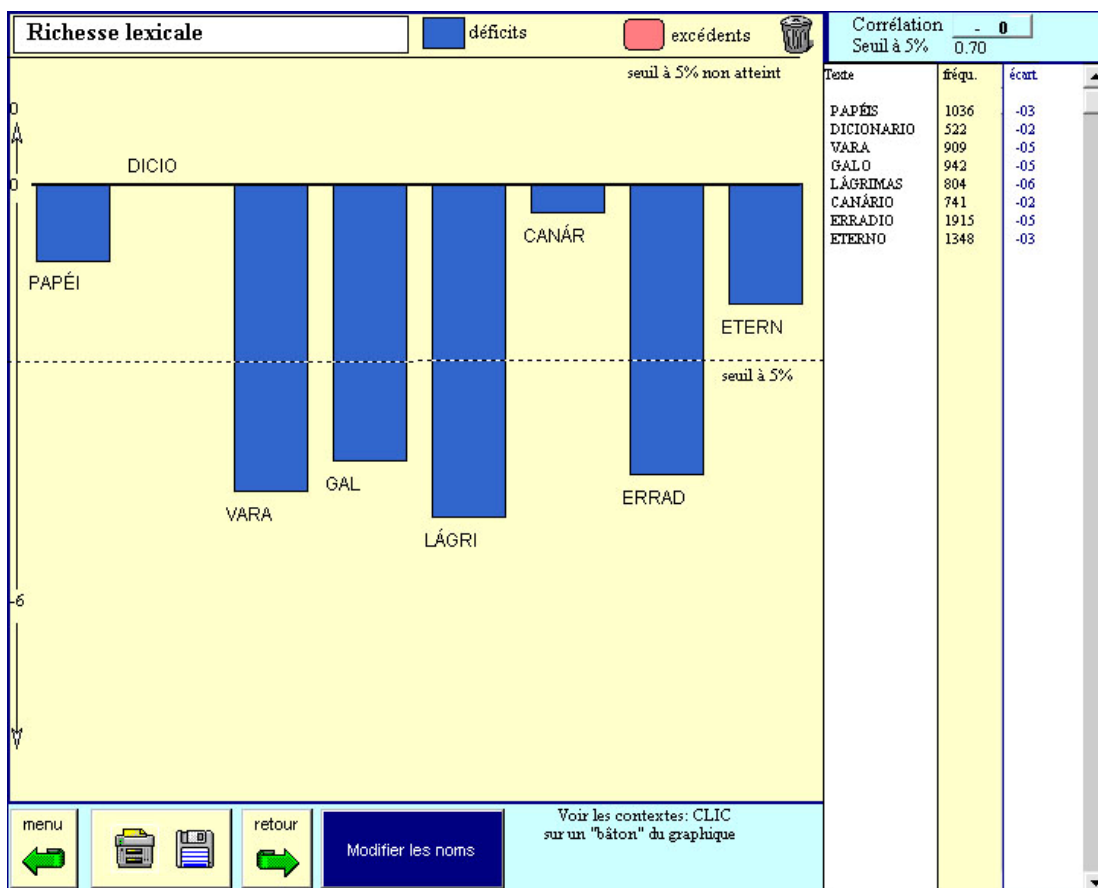 Richesse lexicale
déficits
excédents
Corrélation - 0
Seuil à 5% 0.70
seuil à 5% non atteint
Texte fréqu. écart
PAPÉIS 1036 -03
DICIONARIO 522 -02
VARA 909 -05
GALO 942 -05
LÁGRIMAS 804 -06
CANÁRIO 741 -02
ERRADIO 1915 -05
ETERNO 1348 -03
0
DICIO
0
CANÁR
PAPÉI
ETERN
seuil à 5%
GAL
ERRAD
VARA
LÁGRI
-6
menu
retour
Modifier les noms
Voir les contextes: CLIC
sur un "bâton" du graphique